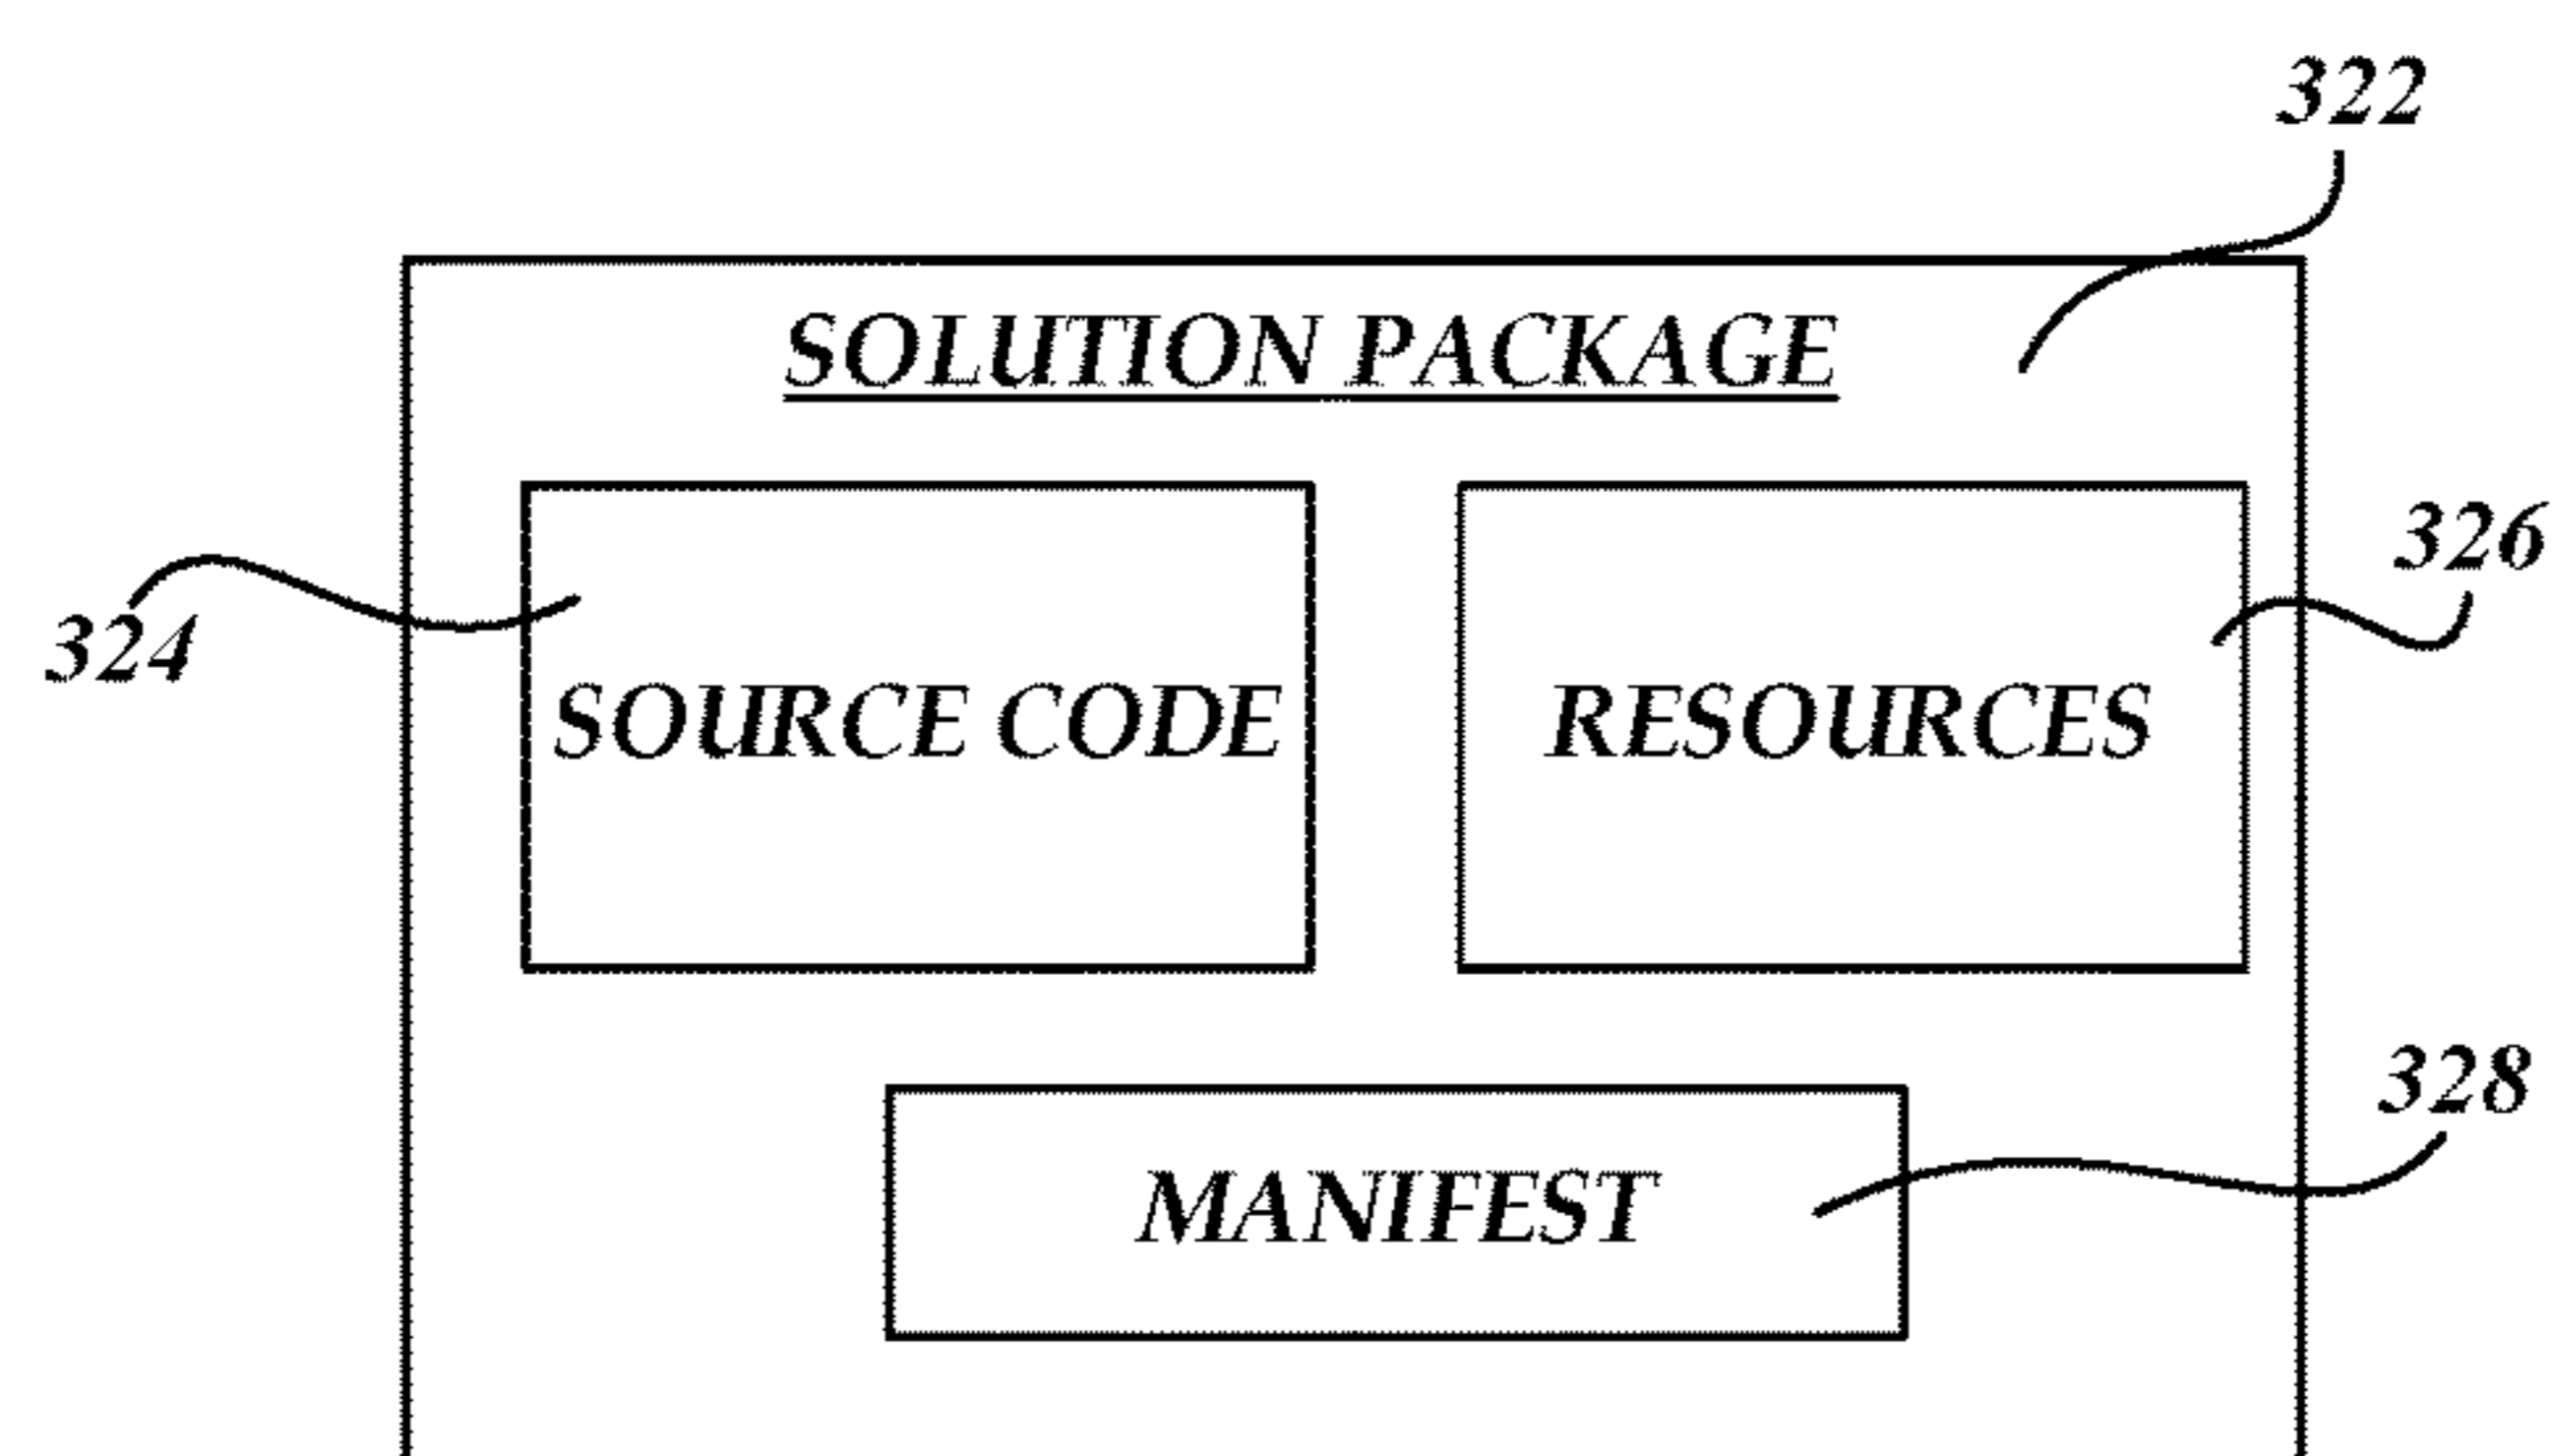 322
SOLUTION PACKAGE
326
324
SOURCE CODE
RESOURCES
328
MANIFEST